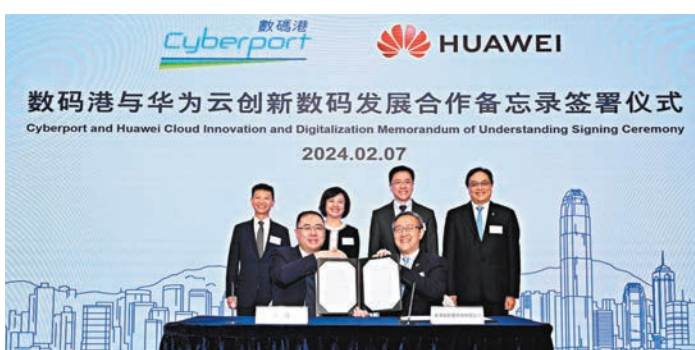 數碼港
Cyberport
HUAWEI
数码港与华为云创新数码发展合作备忘录签署仪式
Cyberport and Huawei Cloud Innovation and Digitalization Memorandum of Understanding Signing Ceremony
2024.02.07